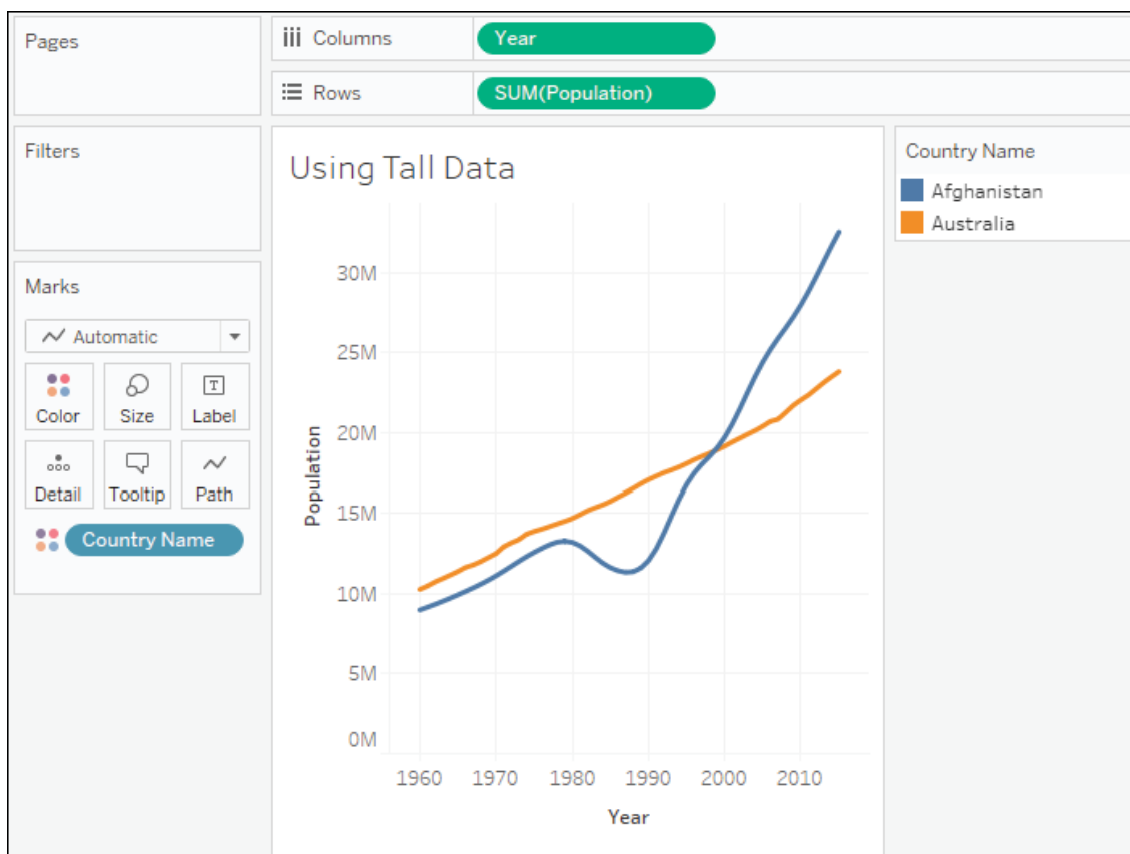 Pages
Columns
Year
Rows
SUM(Population)
Filters
Marks
Automatic
Color Size Label
Detail Tooltip Path
Country Name
Using Tall Data
Population
30M
25M
20M
15M
10M
5M
0M
1960 1970 1980 1990 2000 2010
Year
Country Name
Afghanistan
Australia